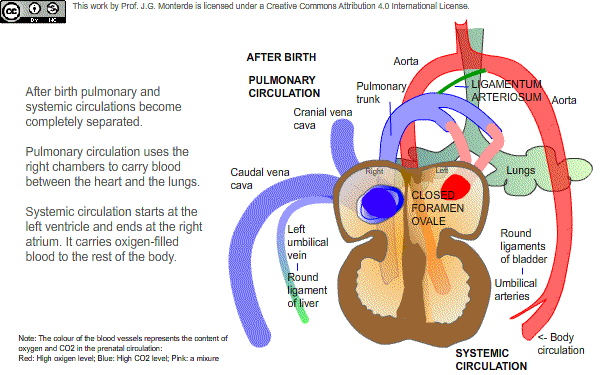 cc
BY NC
This work by Prof. J.G. Monterde is licensed under a Creative Commons Attribution 4.0 International License.
AFTER BIRTH
PULMONARY
CIRCULATION
After birth pulmonary and
systemic circulations become
completely separated.
Pulmonary circulation uses the
right chambers to carry blood
between the heart and the lungs.
Systemic circulation starts at the
left ventricle and ends at the right
atrium. It carries oxigen-filled
blood to the rest of the body.
Aorta
Pulmonary
trunk
LIGAMENTUM
ARTERIOSUM
Aorta
Cranial vena
cava
Caudal vena
cava
Right
Left
Lungs
CLOSED
FORAMEN
OVALE
Left
umbilical
vein
Round
ligament
of liver
Round
ligaments
of bladder
Umbilical
arteries
<- Body
circulation
SYSTEMIC
CIRCULATION
Note: The colour of the blood vessels represents the content of
oxygen and CO2 in the prenatal circulation:
Red: High oxigen level; Blue: High CO2 level; Pink: a mixure